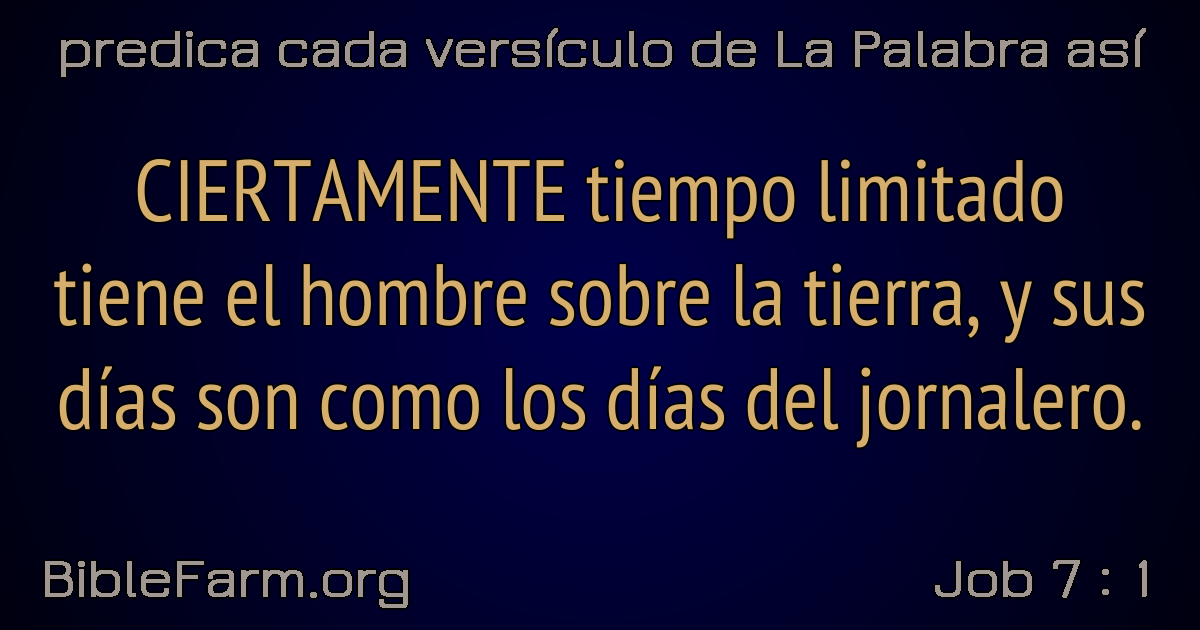 predica cada versículo de La Palabra así
CIERTAMENTE tiempo limitado
tiene el hombre sobre la tierra, y sus
días son como los días del jornalero.
BibleFarm.org
Job 7 : 1